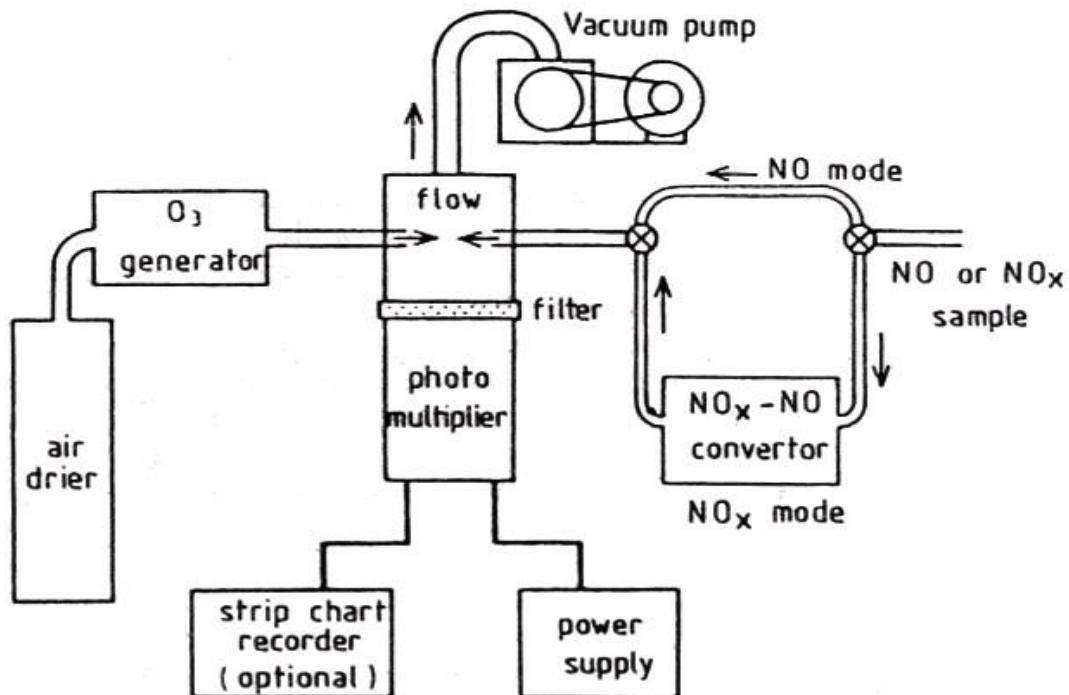 Vacuum pump
NO mode
O₃
generator
flow
NO or NOx
sample
filter
photo
multiplier
NOx-NO
convertor
NOx mode
air
drier
strip chart
recorder
(optional)
power
supply